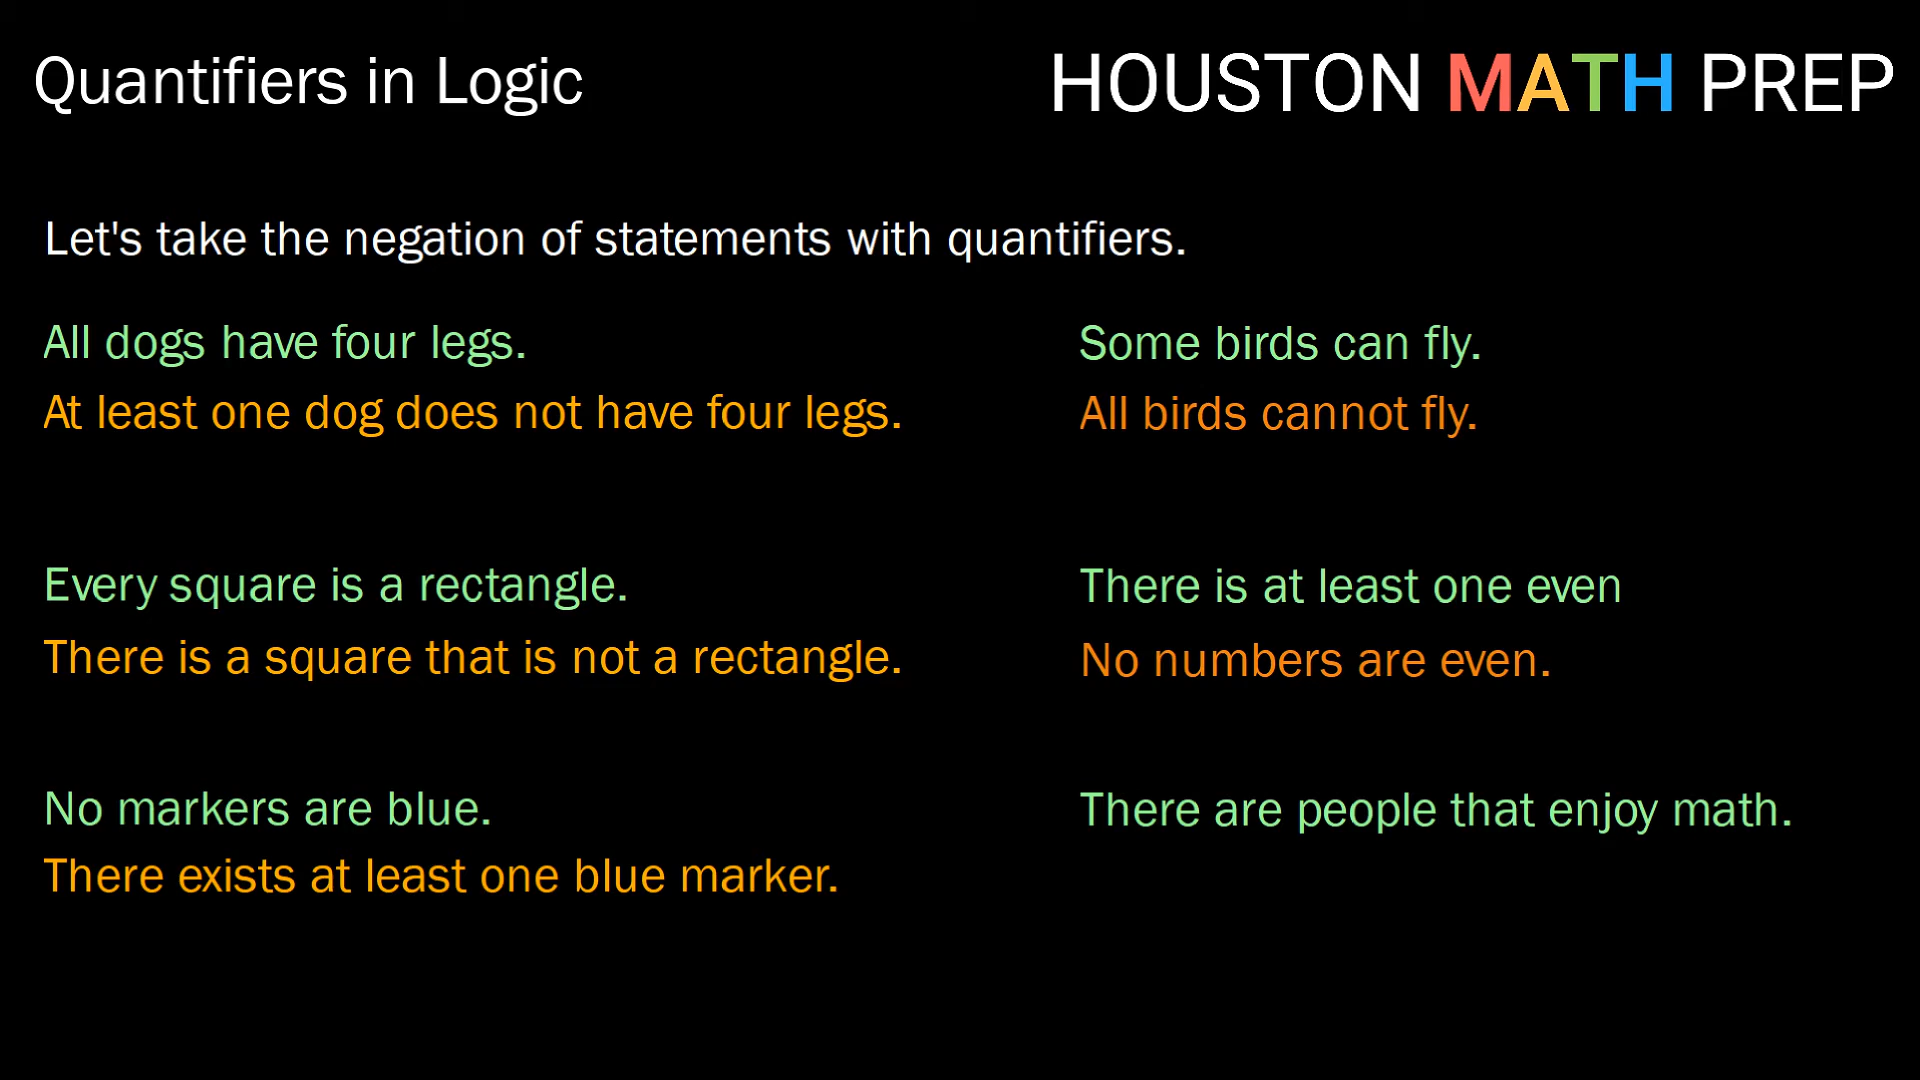 Quantifiers in Logic
HOUSTON MATH PREP
Let's take the negation of statements with quantifiers.
All dogs have four legs.
At least one dog does not have four legs.
Every square is a rectangle.
There is a square that is not a rectangle.
No markers are blue.
There exists at least one blue marker.
Some birds can fly.
All birds cannot fly.
There is at least one even
No numbers are even.
There are people that enjoy math.